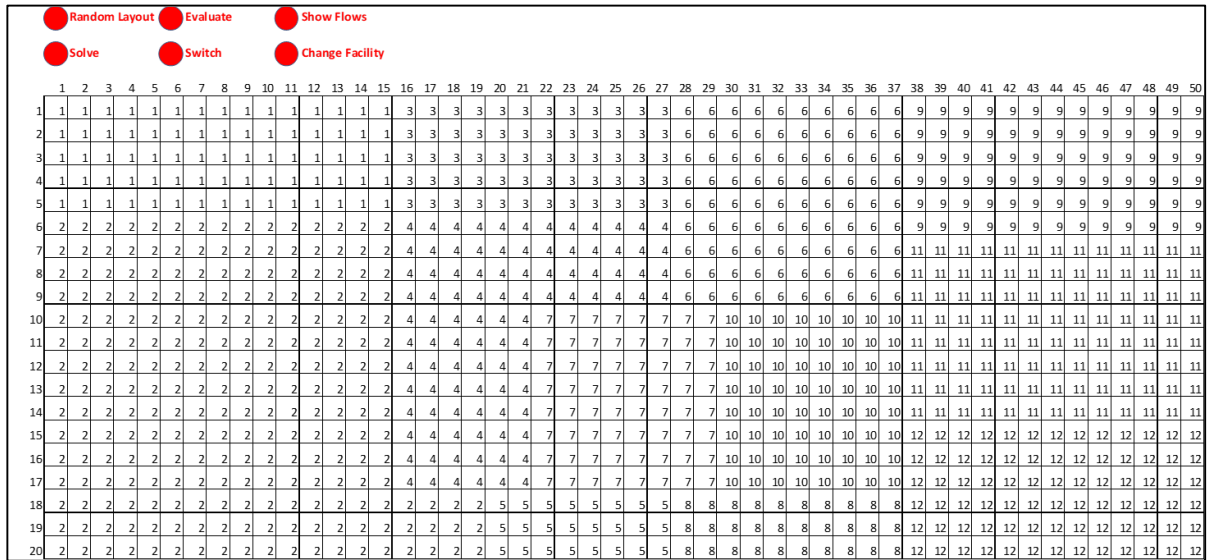 Random Layout Evaluate Show Flows
Solve Switch Change Facility
1 2 3 4 5 6 7 8 9 10 11 12 13 14 15 16 17 18 19 20 21 22 23 24 25 26 27 28 29 30 31 32 33 34 35 36 37 38 39 40 41 42 43 44 45 46 47 48 49 50
1 1 1 1 1 1 1 1 1 1 1 1 1 1 1 1 3 3 3 3 3 3 3 3 3 3 3 3 6 6 6 6 6 6 6 6 6 6 9 9 9 9 9 9 9 9 9 9 9 9 9
2 1 1 1 1 1 1 1 1 1 1 1 1 1 1 1 3 3 3 3 3 3 3 3 3 3 3 3 6 6 6 6 6 6 6 6 6 6 9 9 9 9 9 9 9 9 9 9 9 9 9
3 1 1 1 1 1 1 1 1 1 1 1 1 1 1 1 3 3 3 3 3 3 3 3 3 3 3 3 6 6 6 6 6 6 6 6 6 6 9 9 9 9 9 9 9 9 9 9 9 9 9
4 1 1 1 1 1 1 1 1 1 1 1 1 1 1 1 3 3 3 3 3 3 3 3 3 3 3 3 6 6 6 6 6 6 6 6 6 6 9 9 9 9 9 9 9 9 9 9 9 9 9
5 1 1 1 1 1 1 1 1 1 1 1 1 1 1 1 3 3 3 3 3 3 3 3 3 3 3 3 6 6 6 6 6 6 6 6 6 6 9 9 9 9 9 9 9 9 9 9 9 9 9
6 2 2 2 2 2 2 2 2 2 2 2 2 2 2 2 4 4 4 4 4 4 4 4 4 4 4 4 6 6 6 6 6 6 6 6 6 6 9 9 9 9 9 9 9 9 9 9 9 9 9
7 2 2 2 2 2 2 2 2 2 2 2 2 2 2 2 4 4 4 4 4 4 4 4 4 4 4 4 6 6 6 6 6 6 6 6 6 6 11 11 11 11 11 11 11 11 11 11 11 11 11
8 2 2 2 2 2 2 2 2 2 2 2 2 2 2 2 4 4 4 4 4 4 4 4 4 4 4 4 6 6 6 6 6 6 6 6 6 6 11 11 11 11 11 11 11 11 11 11 11 11 11
9 2 2 2 2 2 2 2 2 2 2 2 2 2 2 2 4 4 4 4 4 4 4 4 4 4 4 4 6 6 6 6 6 6 6 6 6 6 11 11 11 11 11 11 11 11 11 11 11 11 11
10 2 2 2 2 2 2 2 2 2 2 2 2 2 2 2 4 4 4 4 4 4 7 7 7 7 7 7 7 7 10 10 10 10 10 10 10 10 11 11 11 11 11 11 11 11 11 11 11 11 11
11 2 2 2 2 2 2 2 2 2 2 2 2 2 2 2 4 4 4 4 4 4 7 7 7 7 7 7 7 7 10 10 10 10 10 10 10 10 11 11 11 11 11 11 11 11 11 11 11 11 11
12 2 2 2 2 2 2 2 2 2 2 2 2 2 2 2 4 4 4 4 4 4 7 7 7 7 7 7 7 7 10 10 10 10 10 10 10 10 11 11 11 11 11 11 11 11 11 11 11 11 11
13 2 2 2 2 2 2 2 2 2 2 2 2 2 2 2 4 4 4 4 4 4 7 7 7 7 7 7 7 7 10 10 10 10 10 10 10 10 11 11 11 11 11 11 11 11 11 11 11 11 11
14 2 2 2 2 2 2 2 2 2 2 2 2 2 2 2 4 4 4 4 4 4 7 7 7 7 7 7 7 7 10 10 10 10 10 10 10 10 11 11 11 11 11 11 11 11 11 11 11 11 11
15 2 2 2 2 2 2 2 2 2 2 2 2 2 2 2 4 4 4 4 4 4 7 7 7 7 7 7 7 7 10 10 10 10 10 10 10 10 12 12 12 12 12 12 12 12 12 12 12 12 12
16 2 2 2 2 2 2 2 2 2 2 2 2 2 2 2 4 4 4 4 4 4 7 7 7 7 7 7 7 7 10 10 10 10 10 10 10 10 12 12 12 12 12 12 12 12 12 12 12 12 12
17 2 2 2 2 2 2 2 2 2 2 2 2 2 2 2 4 4 4 4 4 4 7 7 7 7 7 7 7 7 10 10 10 10 10 10 10 10 12 12 12 12 12 12 12 12 12 12 12 12 12
18 2 2 2 2 2 2 2 2 2 2 2 2 2 2 2 2 2 2 2 5 5 5 5 5 5 5 5 8 8 8 8 8 8 8 8 8 8 12 12 12 12 12 12 12 12 12 12 12 12 12
19 2 2 2 2 2 2 2 2 2 2 2 2 2 2 2 2 2 2 2 5 5 5 5 5 5 5 5 8 8 8 8 8 8 8 8 8 8 12 12 12 12 12 12 12 12 12 12 12 12 12
20 2 2 2 2 2 2 2 2 2 2 2 2 2 2 2 2 2 2 2 5 5 5 5 5 5 5 5 8 8 8 8 8 8 8 8 8 8 12 12 12 12 12 12 12 12 12 12 12 12 12